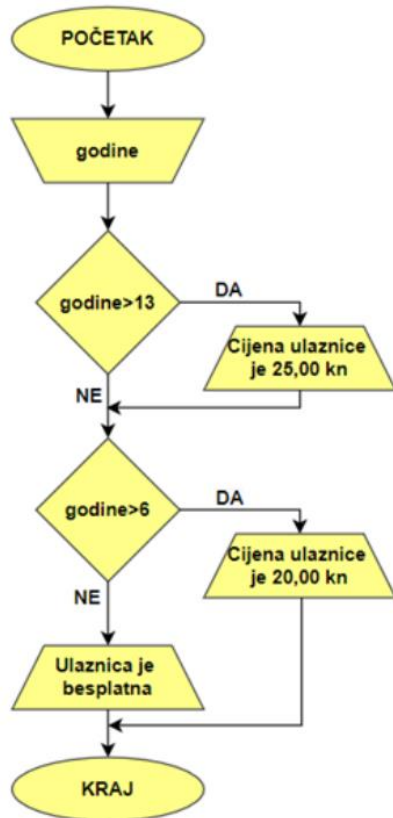 POČETAK
godine
godine>13
DA
Cijena ulaznice
je 25,00 kn
NE
godine>6
DA
Cijena ulaznice
je 20,00 kn
NE
Ulaznica je
besplatna
KRAJ